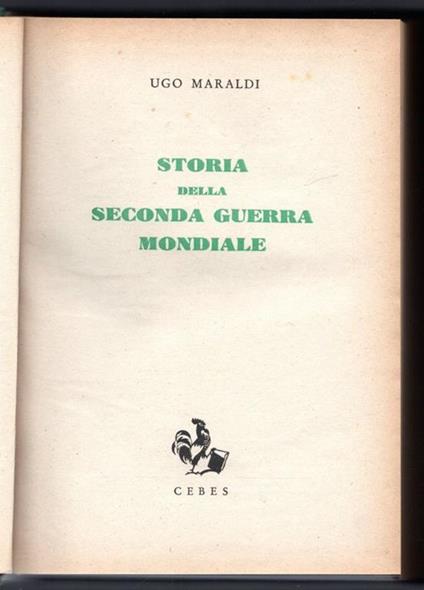 UGO MARALDI
STORIA
DELLA
SECONDA GUERRA
MONDIALE
CEBES